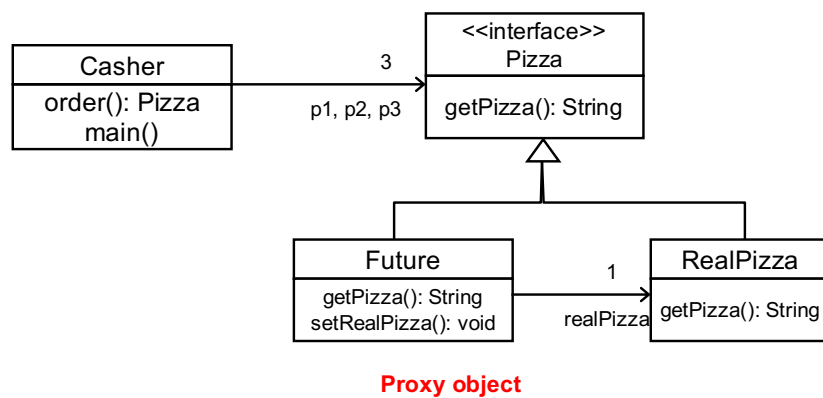 <<interface>>
Pizza
getPizza(): String
Casher
order(): Pizza
main()
3
p1, p2, p3
Future
getPizza(): String
setRealPizza(): void
1
realPizza
RealPizza
getPizza(): String
Proxy object